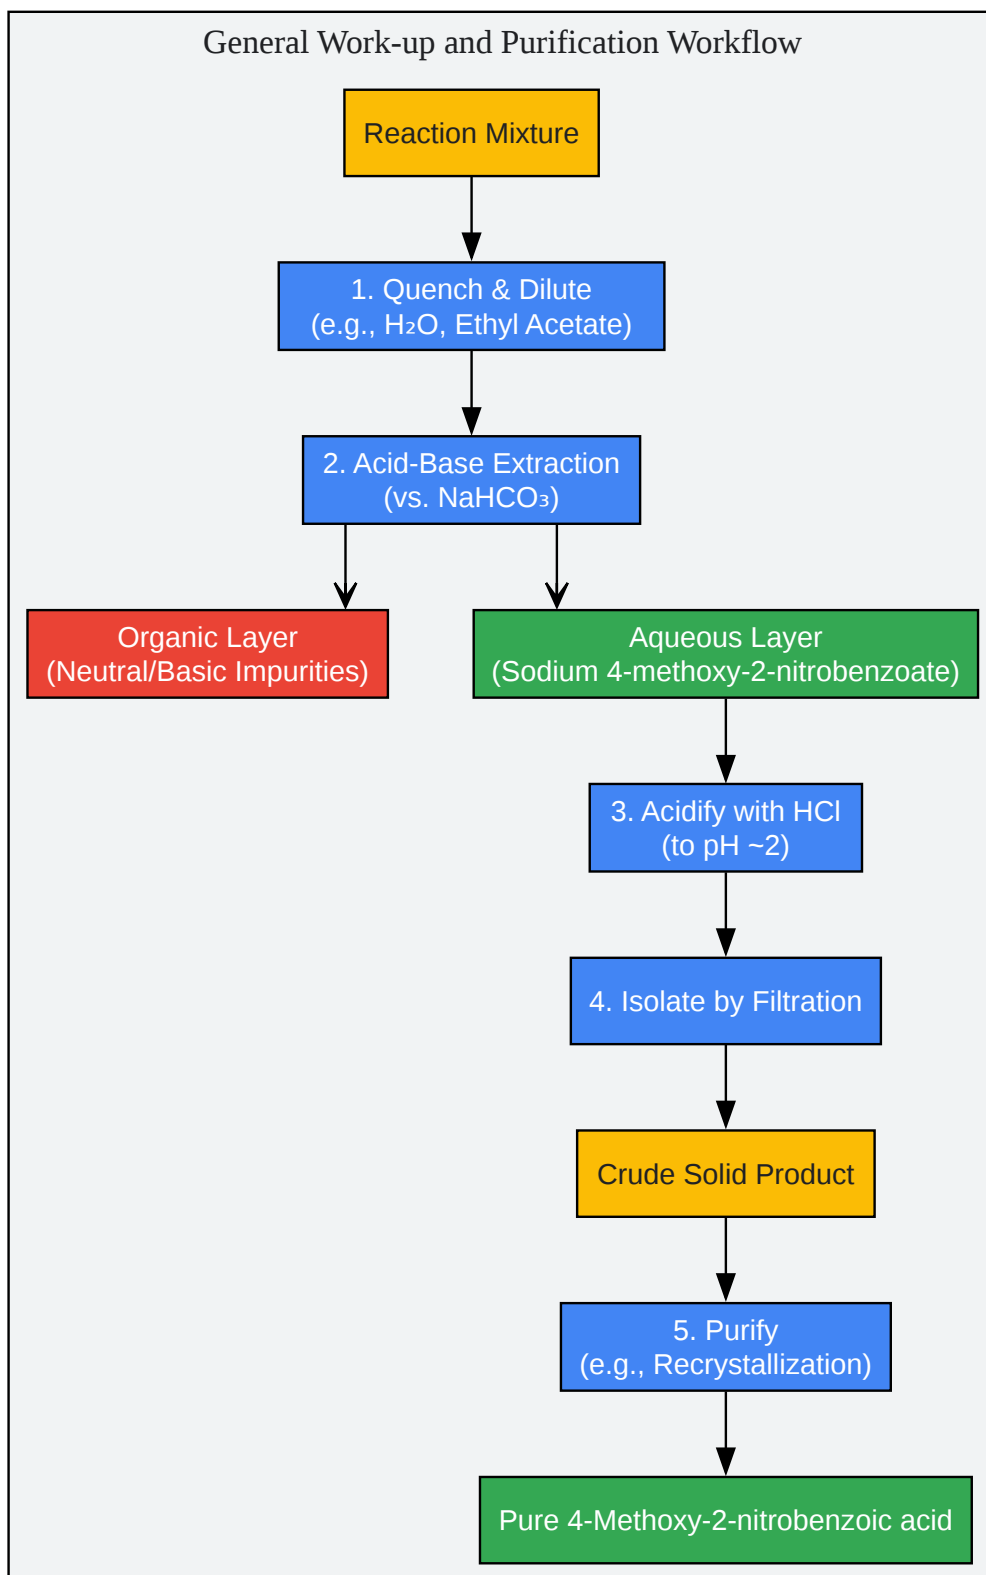 General Work-up and Purification Workflow
Reaction Mixture
1. Quench & Dilute
(e.g., H₂O, Ethyl Acetate)
2. Acid-Base Extraction
(vs. NaHCO₃)
Organic Layer
(Neutral/Basic Impurities)
Aqueous Layer
(Sodium 4-methoxy-2-nitrobenzoate)
3. Acidify with HCl
(to pH ~2)
4. Isolate by Filtration
Crude Solid Product
5. Purify
(e.g., Recrystallization)
Pure 4-Methoxy-2-nitrobenzoic acid